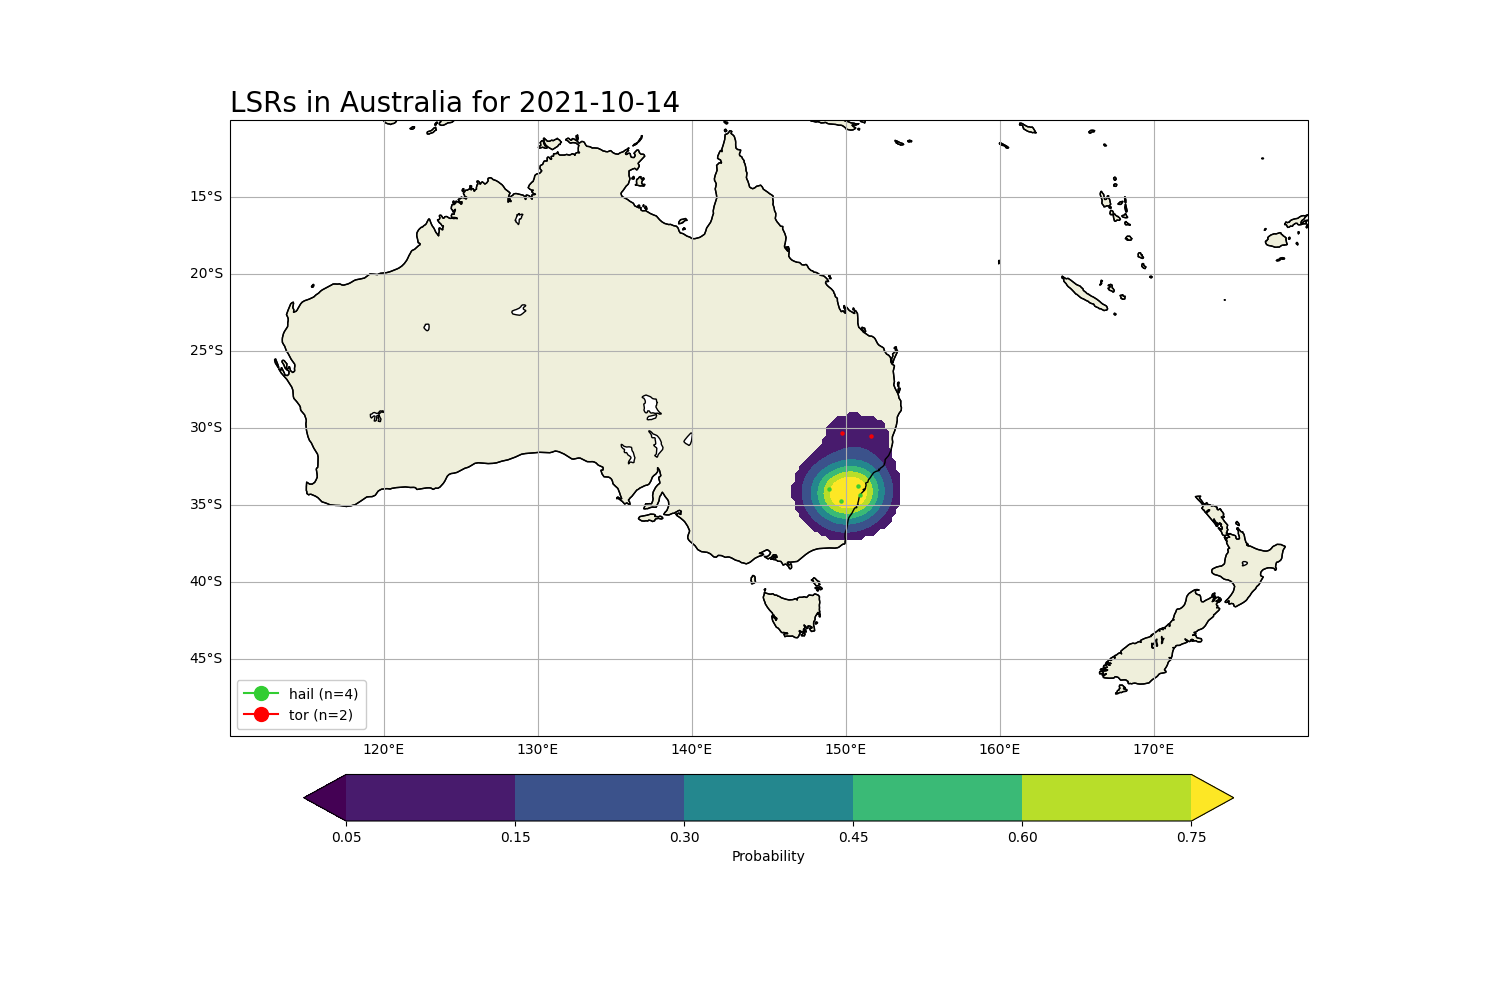 LSRs in Australia for 2021-10-14
15°S
20°S
25°S
30°S
35°S
40°S
45°S
hail (n=4)
tor (n=2)
120°E 130°E 140°E 150°E 160°E 170°E
0.05 0.15 0.30 0.45 0.60 0.75
Probability